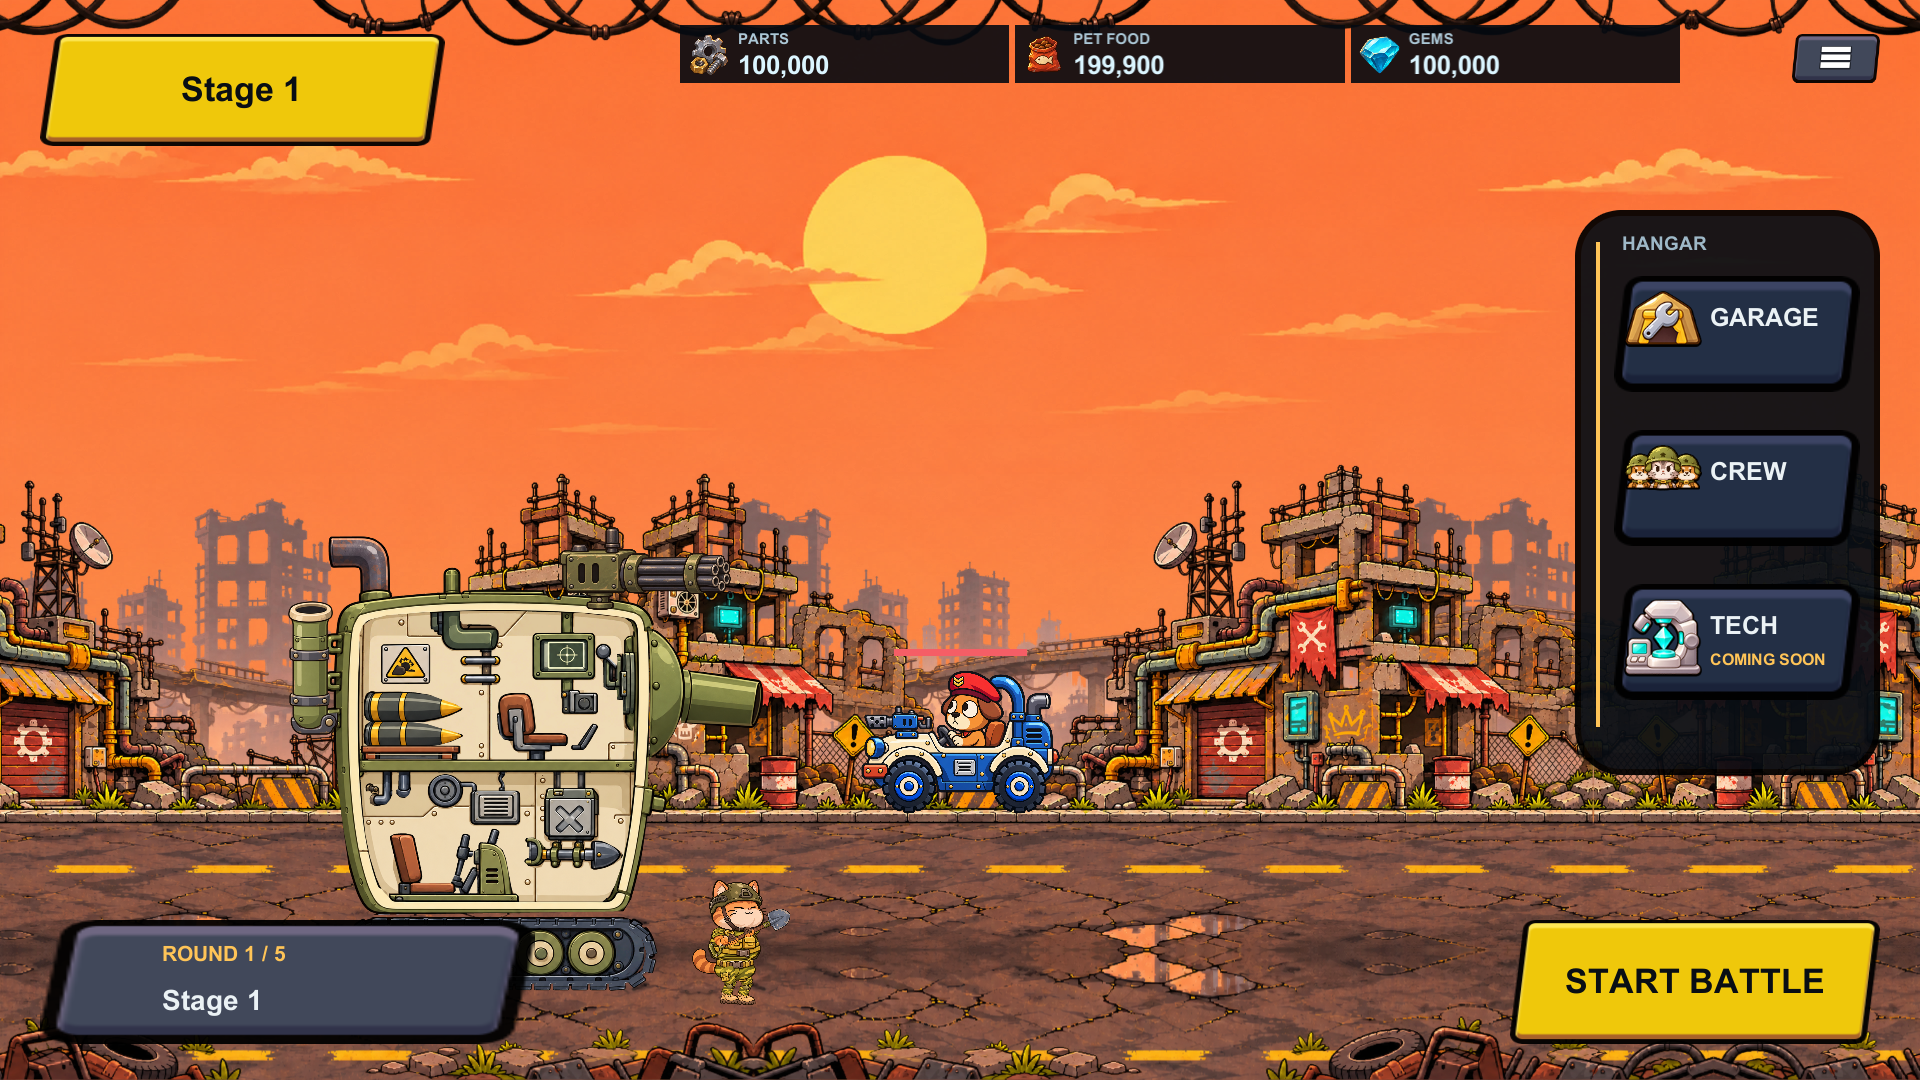 Stage 1
PARTS
100,000
PET FOOD
199,900
GEMS
100,000
HANGAR
GARAGE
CREW
TECH
COMING SOON
ROUND 1 / 5
Stage 1
START BATTLE